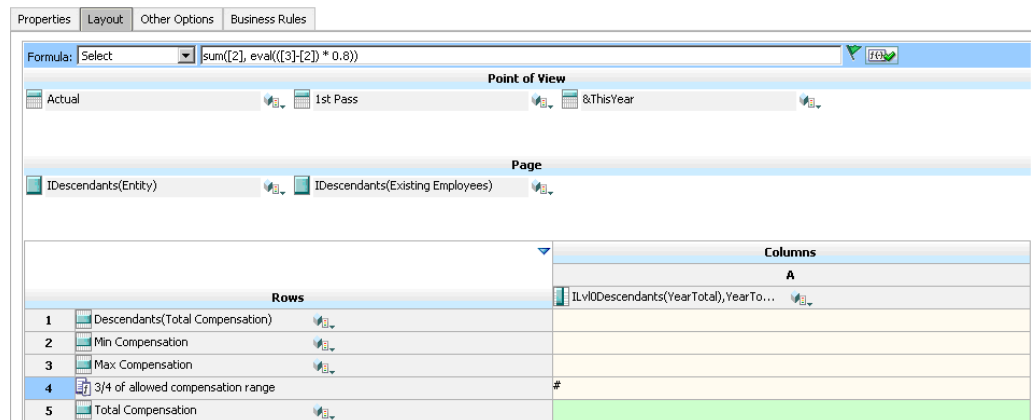 Properties Layout Other Options Business Rules
Formula: Select sum([2], eval(([3]-[2]) * 0.8)) f(x)
Point of View
Actual 1st Pass &ThisYear
Page
IDescendants(Entity) IDescendants(Existing Employees)
Columns
A
Rows ILvl0Descendants(YearTotal),YearTo...
1 Descendants(Total Compensation)
2 Min Compensation
3 Max Compensation
4 3/4 of allowed compensation range #
5 Total Compensation